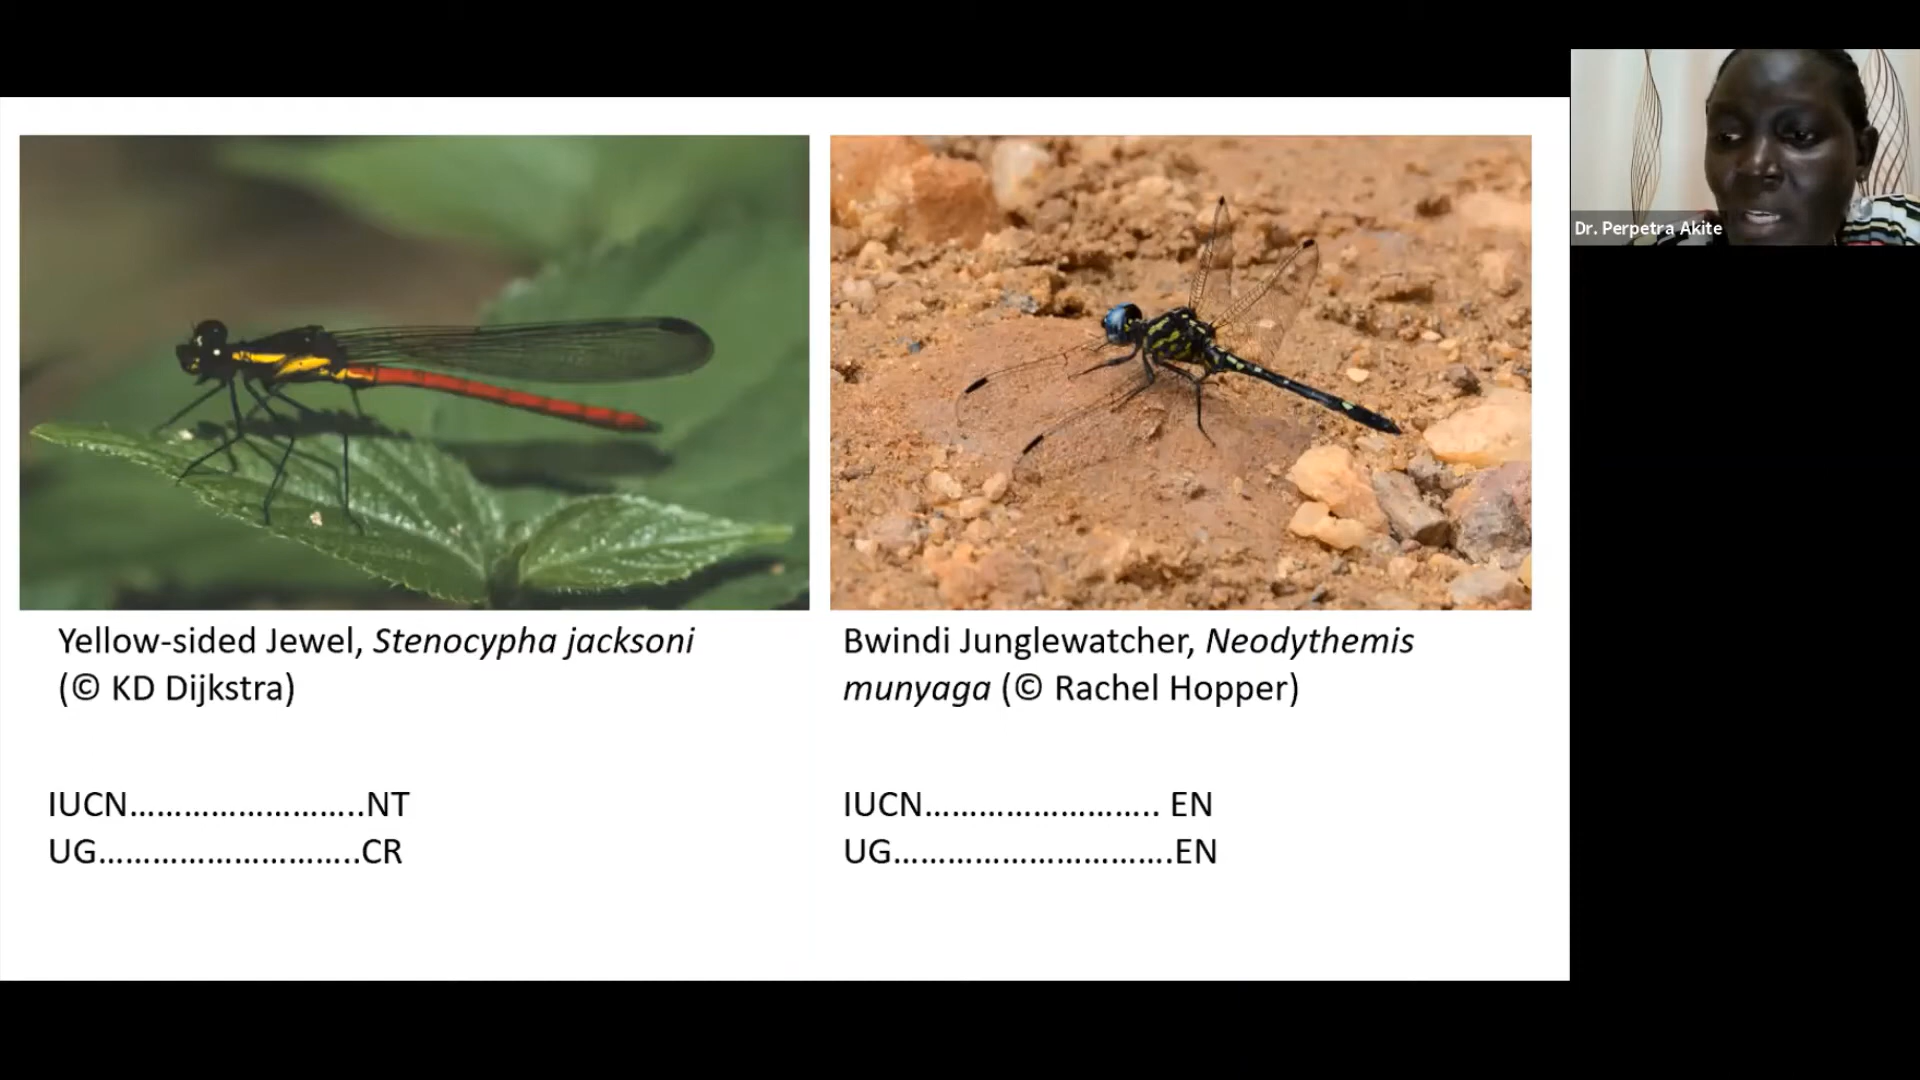 Dr. Perpetra Akite
Yellow-sided Jewel, Stenocypha jacksoni
(© KD Dijkstra)
Bwindi Junglewatcher, Neodythemis
munyaga (© Rachel Hopper)
IUCN……………………..NT
UG………………………..CR
IUCN…………………….. EN
UG………………………….EN